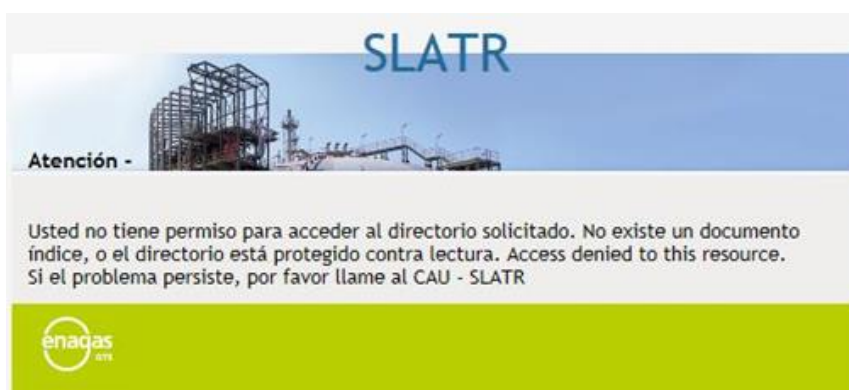 SLATR
Atención -
Usted no tiene permiso para acceder al directorio solicitado. No existe un documento
índice, o el directorio está protegido contra lectura. Access denied to this resource.
Si el problema persiste, por favor llame al CAU - SLATR
enagas
GTS